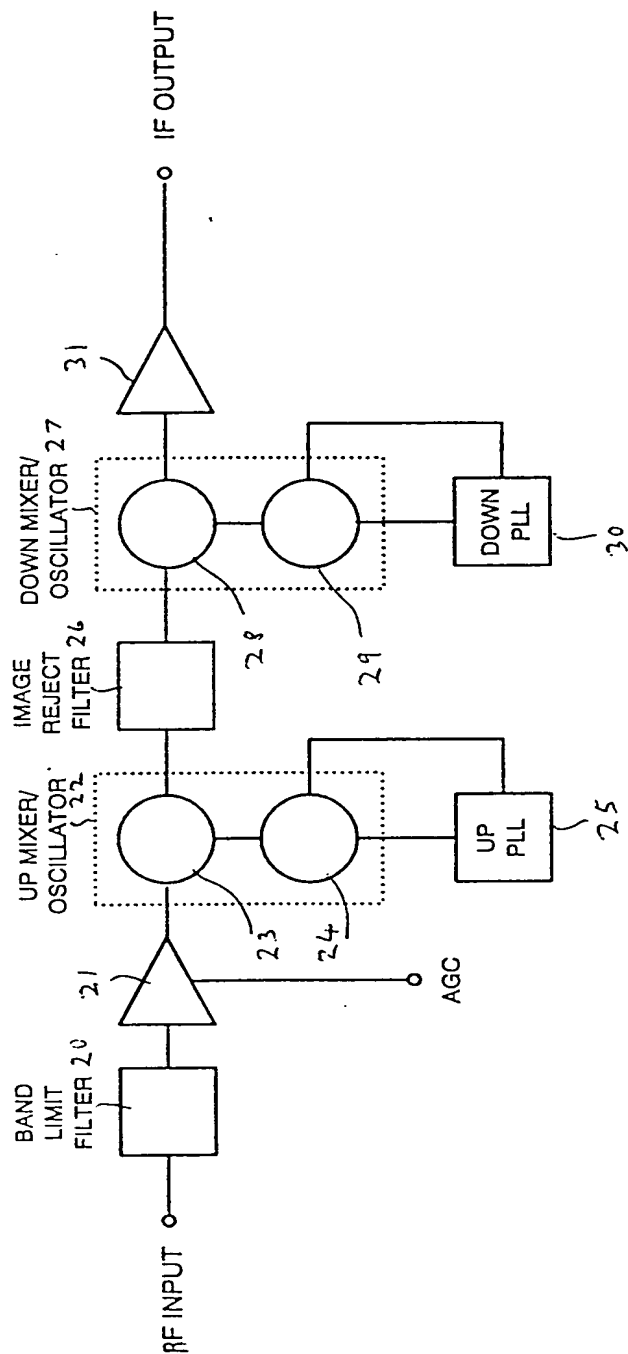 RF INPUT
BAND
LIMIT
FILTER 20
21
AGC
UP MIXER/
OSCILLATOR 22
23
24
UP
PLL
25
IMAGE
REJECT
FILTER 26
DOWN MIXER/
OSCILLATOR 27
28
29
DOWN
PLL
30
31
IF OUTPUT